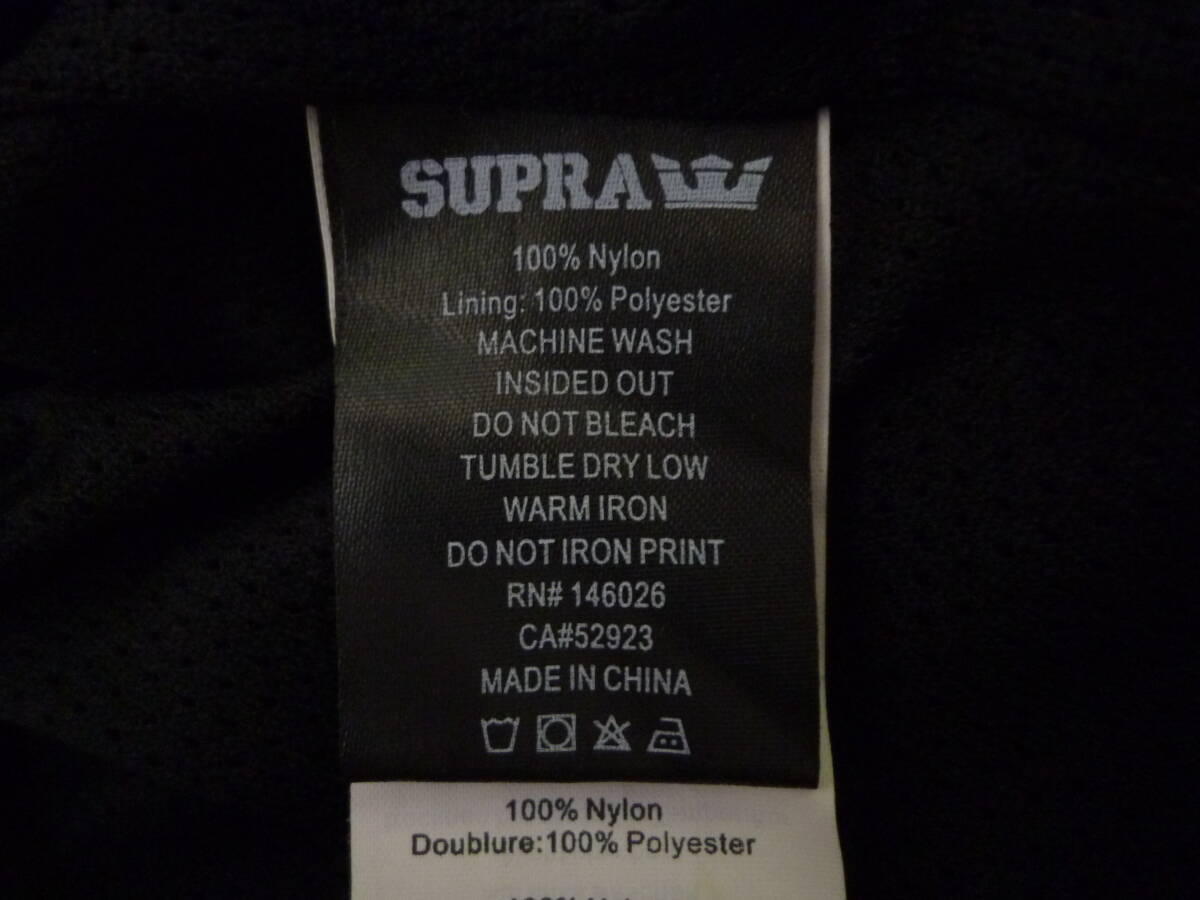 SUPRA
100% Nylon
Lining: 100% Polyester
MACHINE WASH
INSIDED OUT
DO NOT BLEACH
TUMBLE DRY LOW
WARM IRON
DO NOT IRON PRINT
RN# 146026
CA#52923
MADE IN CHINA
100% Nylon
Doublure:100% Polyester